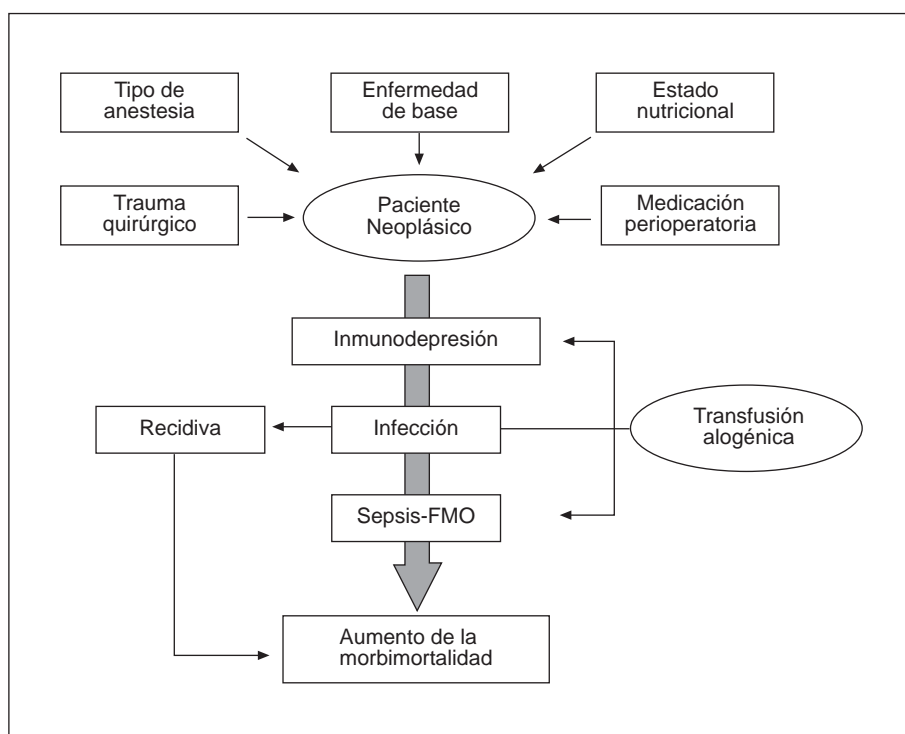 Tipo de
anestesia
Enfermedad
de base
Estado
nutricional
Trauma
quirúrgico
Paciente
Neoplásico
Medicación
perioperatoria
Inmunodepresión
Recidiva
Infección
Transfusión
alogénica
Sepsis-FMO
Aumento de la
morbimortalidad